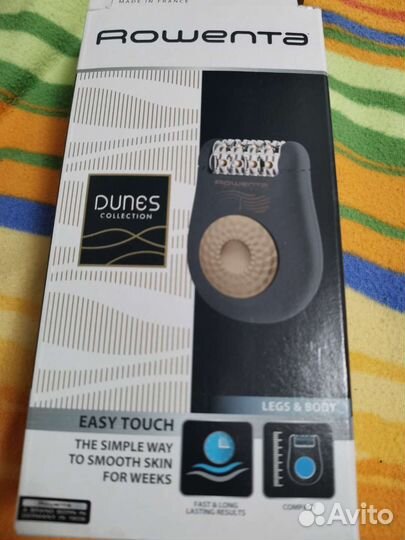 MADE IN FRANCE
Rowenta
ROWENTA
DUNES
COLLECTION
LEGS & BODY
EASY TOUCH
THE SIMPLE WAY
TO SMOOTH SKIN
FOR WEEKS
FAST & LONG
LASTING RESULTS
Rowenta
Avito